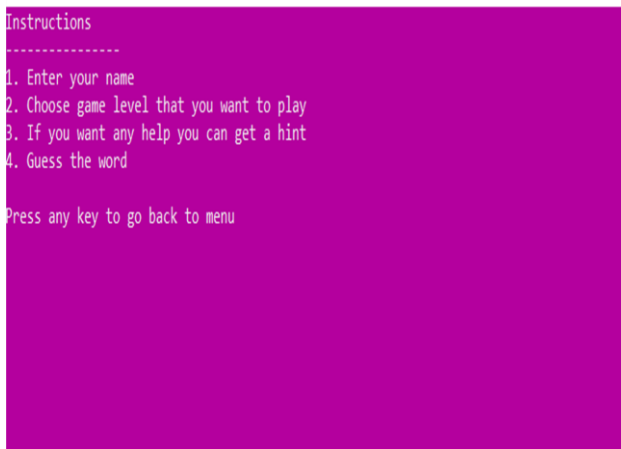 Instructions
----------------
1. Enter your name
2. Choose game level that you want to play
3. If you want any help you can get a hint
4. Guess the word
Press any key to go back to menu